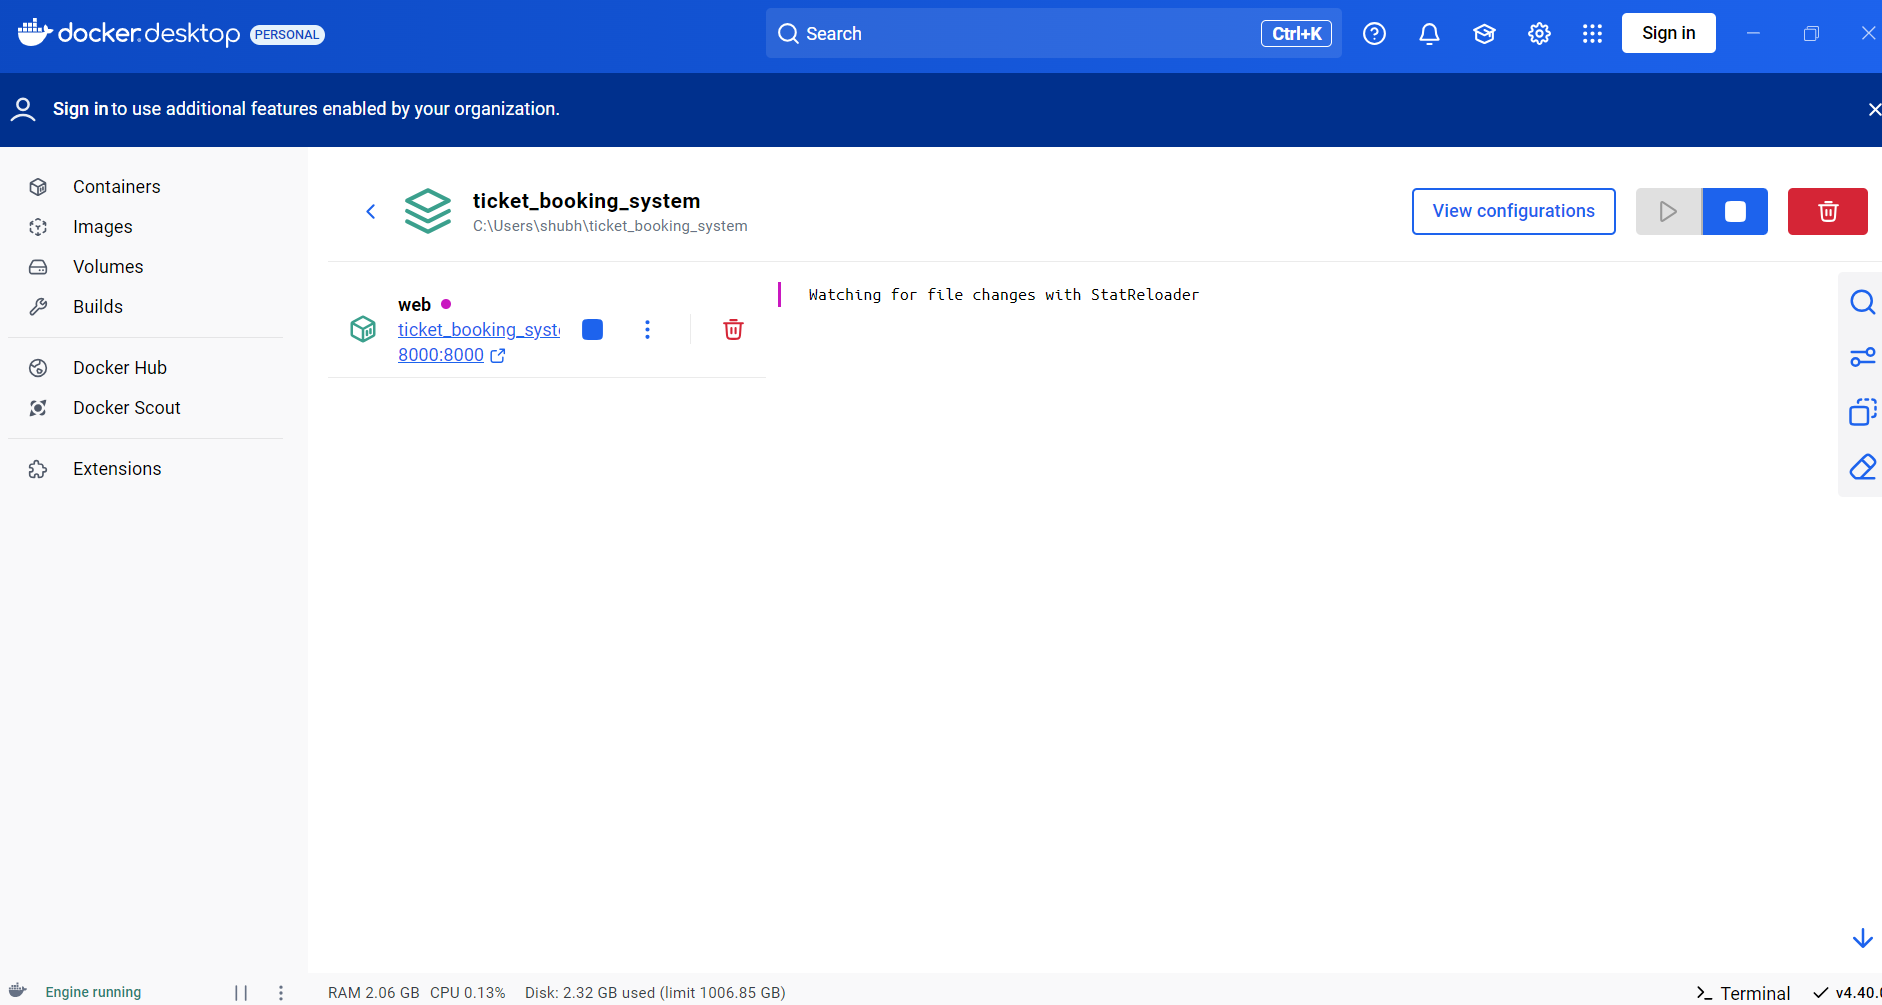 docker.desktop PERSONAL
Search
Ctrl+K
Sign in
Sign in to use additional features enabled by your organization.
Containers
Images
Volumes
Builds
Docker Hub
Docker Scout
Extensions
ticket_booking_system
C:\Users\shubh\ticket_booking_system
View configurations
web
ticket_booking_syst
8000:8000
Watching for file changes with StatReloader
Engine running
RAM 2.06 GB CPU 0.13% Disk: 2.32 GB used (limit 1006.85 GB)
Terminal
v4.40.0